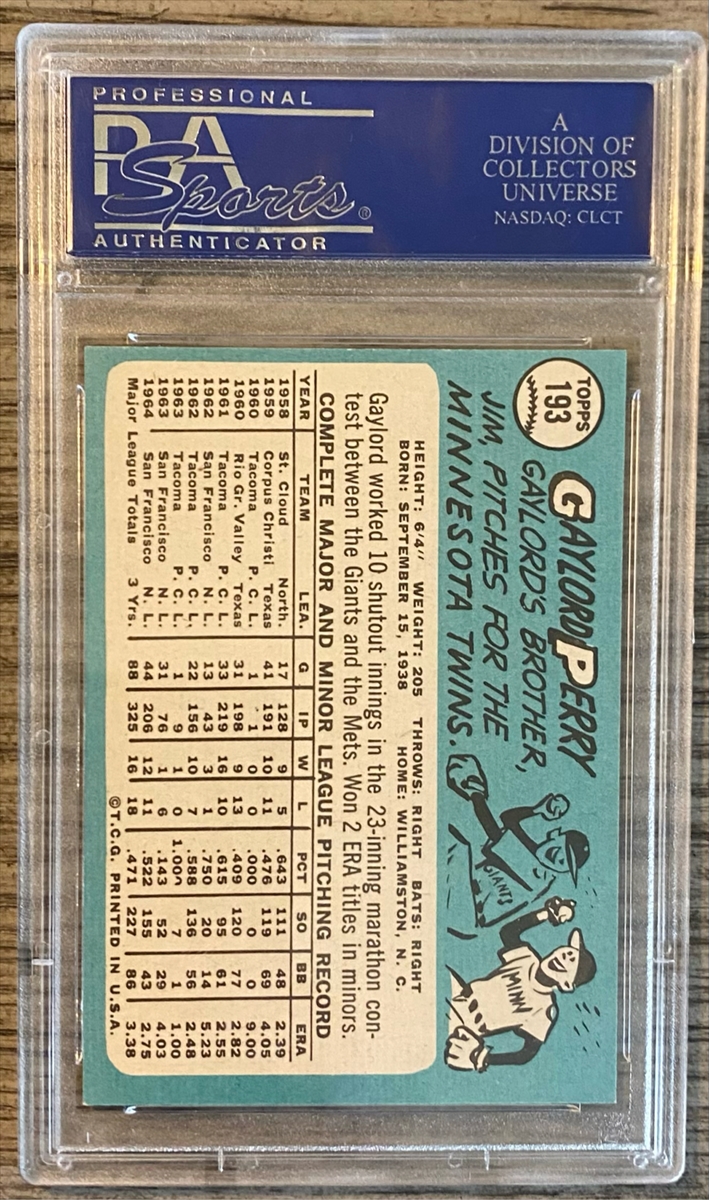 PROFESSIONAL
PSA
Sports®
AUTHENTICATOR
A
DIVISION OF
COLLECTORS
UNIVERSE
NASDAQ: CLCT
TOPPS
193
GAYLORD PERRY
GAYLORD'S BROTHER,
JIM, PITCHES FOR THE
MINNESOTA TWINS.
GIANTS
MINN
HEIGHT: 6'4" WEIGHT: 205 THROWS: RIGHT BATS: RIGHT
BORN: SEPTEMBER 15, 1938 HOME: WILLIAMSTON, N. C.
Gaylord worked 10 shutout innings in the 23-inning marathon con-
test between the Giants and the Mets. Won 2 ERA titles in minors.
COMPLETE MAJOR AND MINOR LEAGUE PITCHING RECORD
YEAR TEAM LEA. G IP W L PCT SO BB ERA
1958 St. Cloud North. 17 128 9 5 .643 111 48 2.39
1959 Corpus Christi Texas 41 191 10 11 .476 119 69 4.05
1960 Tacoma P. C. L. 1 1 0 0 .000 0 0 9.00
1960 Rio Gr. Valley Texas 31 198 9 13 .409 120 77 2.82
1961 Tacoma P. C. L. 33 219 16 10 .615 95 61 2.55
1962 San Francisco N. L. 13 43 3 1 .750 20 14 5.23
1962 Tacoma P. C. L. 22 156 10 7 .588 136 56 2.48
1963 Tacoma P. C. L. 1 9 1 0 1.000 7 1 1.00
1963 San Francisco N. L. 31 76 1 6 .143 52 29 4.03
1964 San Francisco N. L. 44 206 12 11 .522 155 43 2.75
Major League Totals 3 Yrs. 88 325 16 18 .471 227 86 3.38
©T.C.G. PRINTED IN U.S.A.